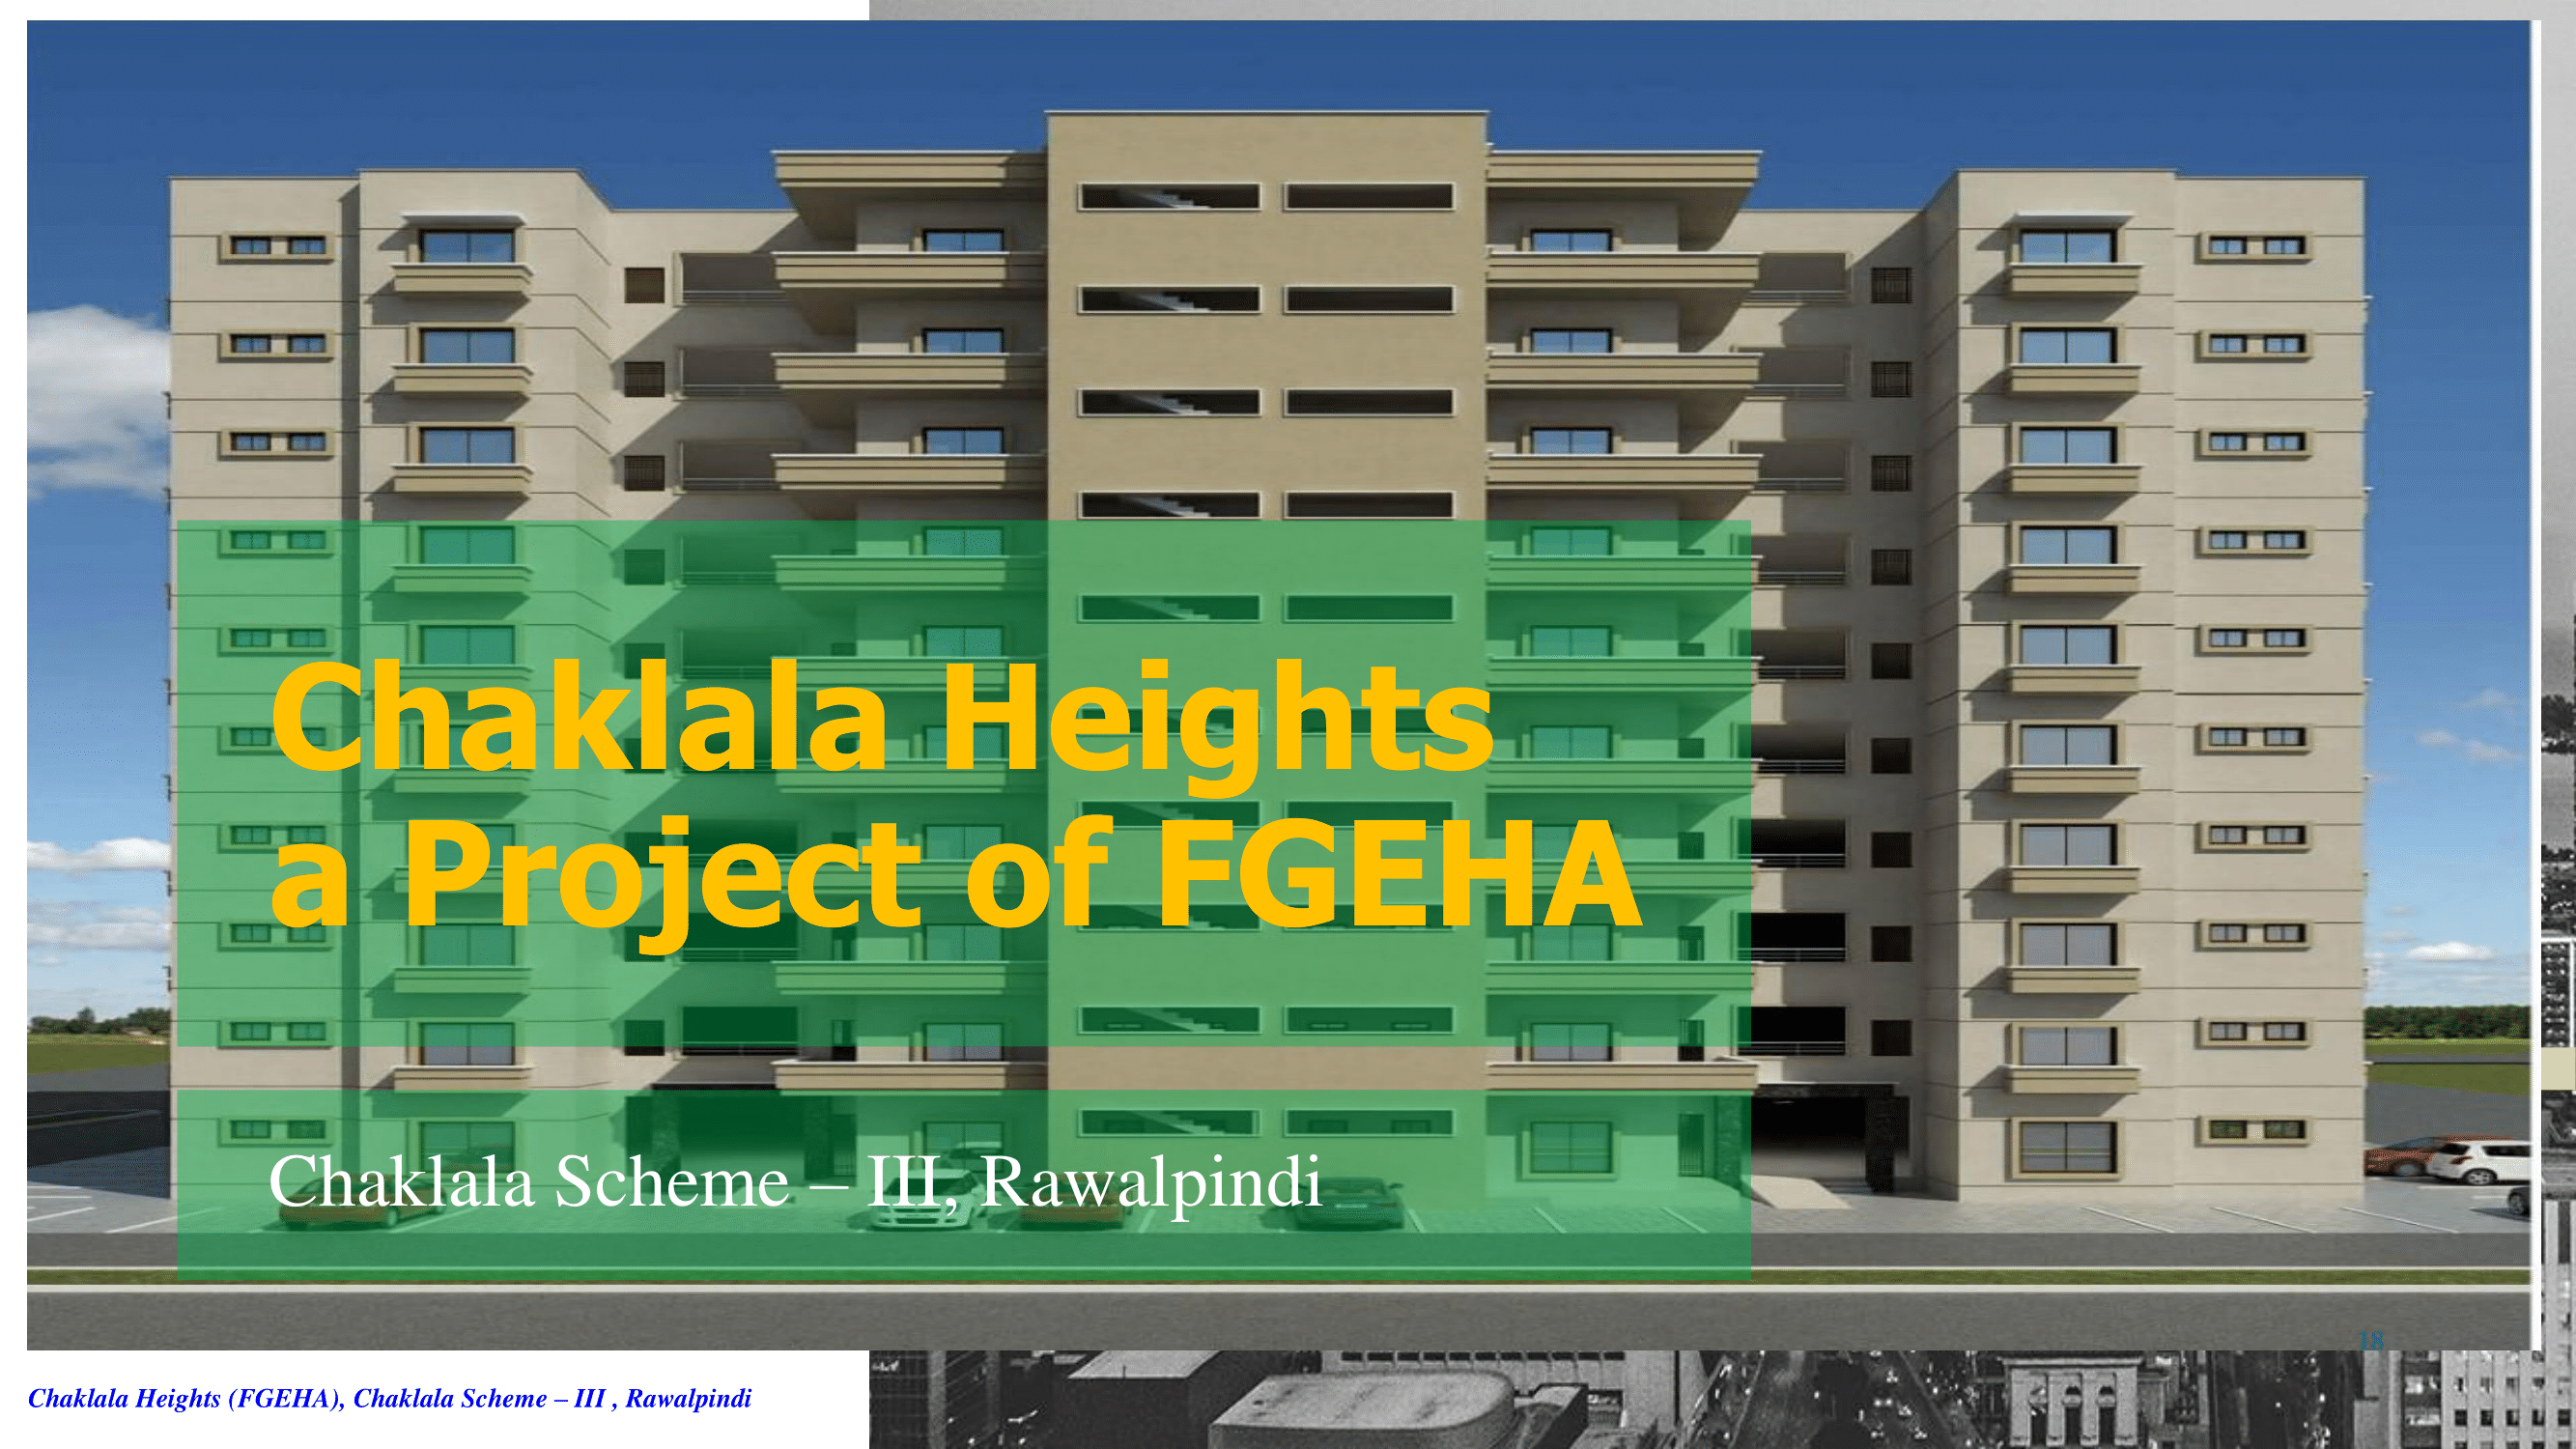 Chaklala Heights
a Project of FGEHA
Chaklala Scheme – III, Rawalpindi
18
Chaklala Heights (FGEHA), Chaklala Scheme – III , Rawalpindi